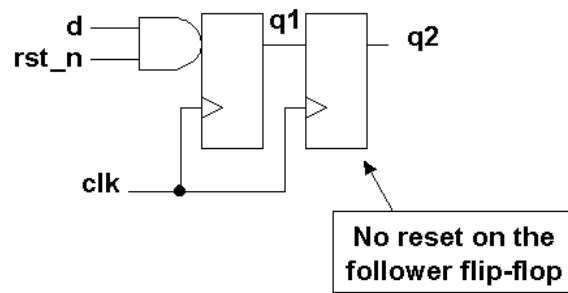 d
rst_n
q1
q2
clk
No reset on the
follower flip-flop